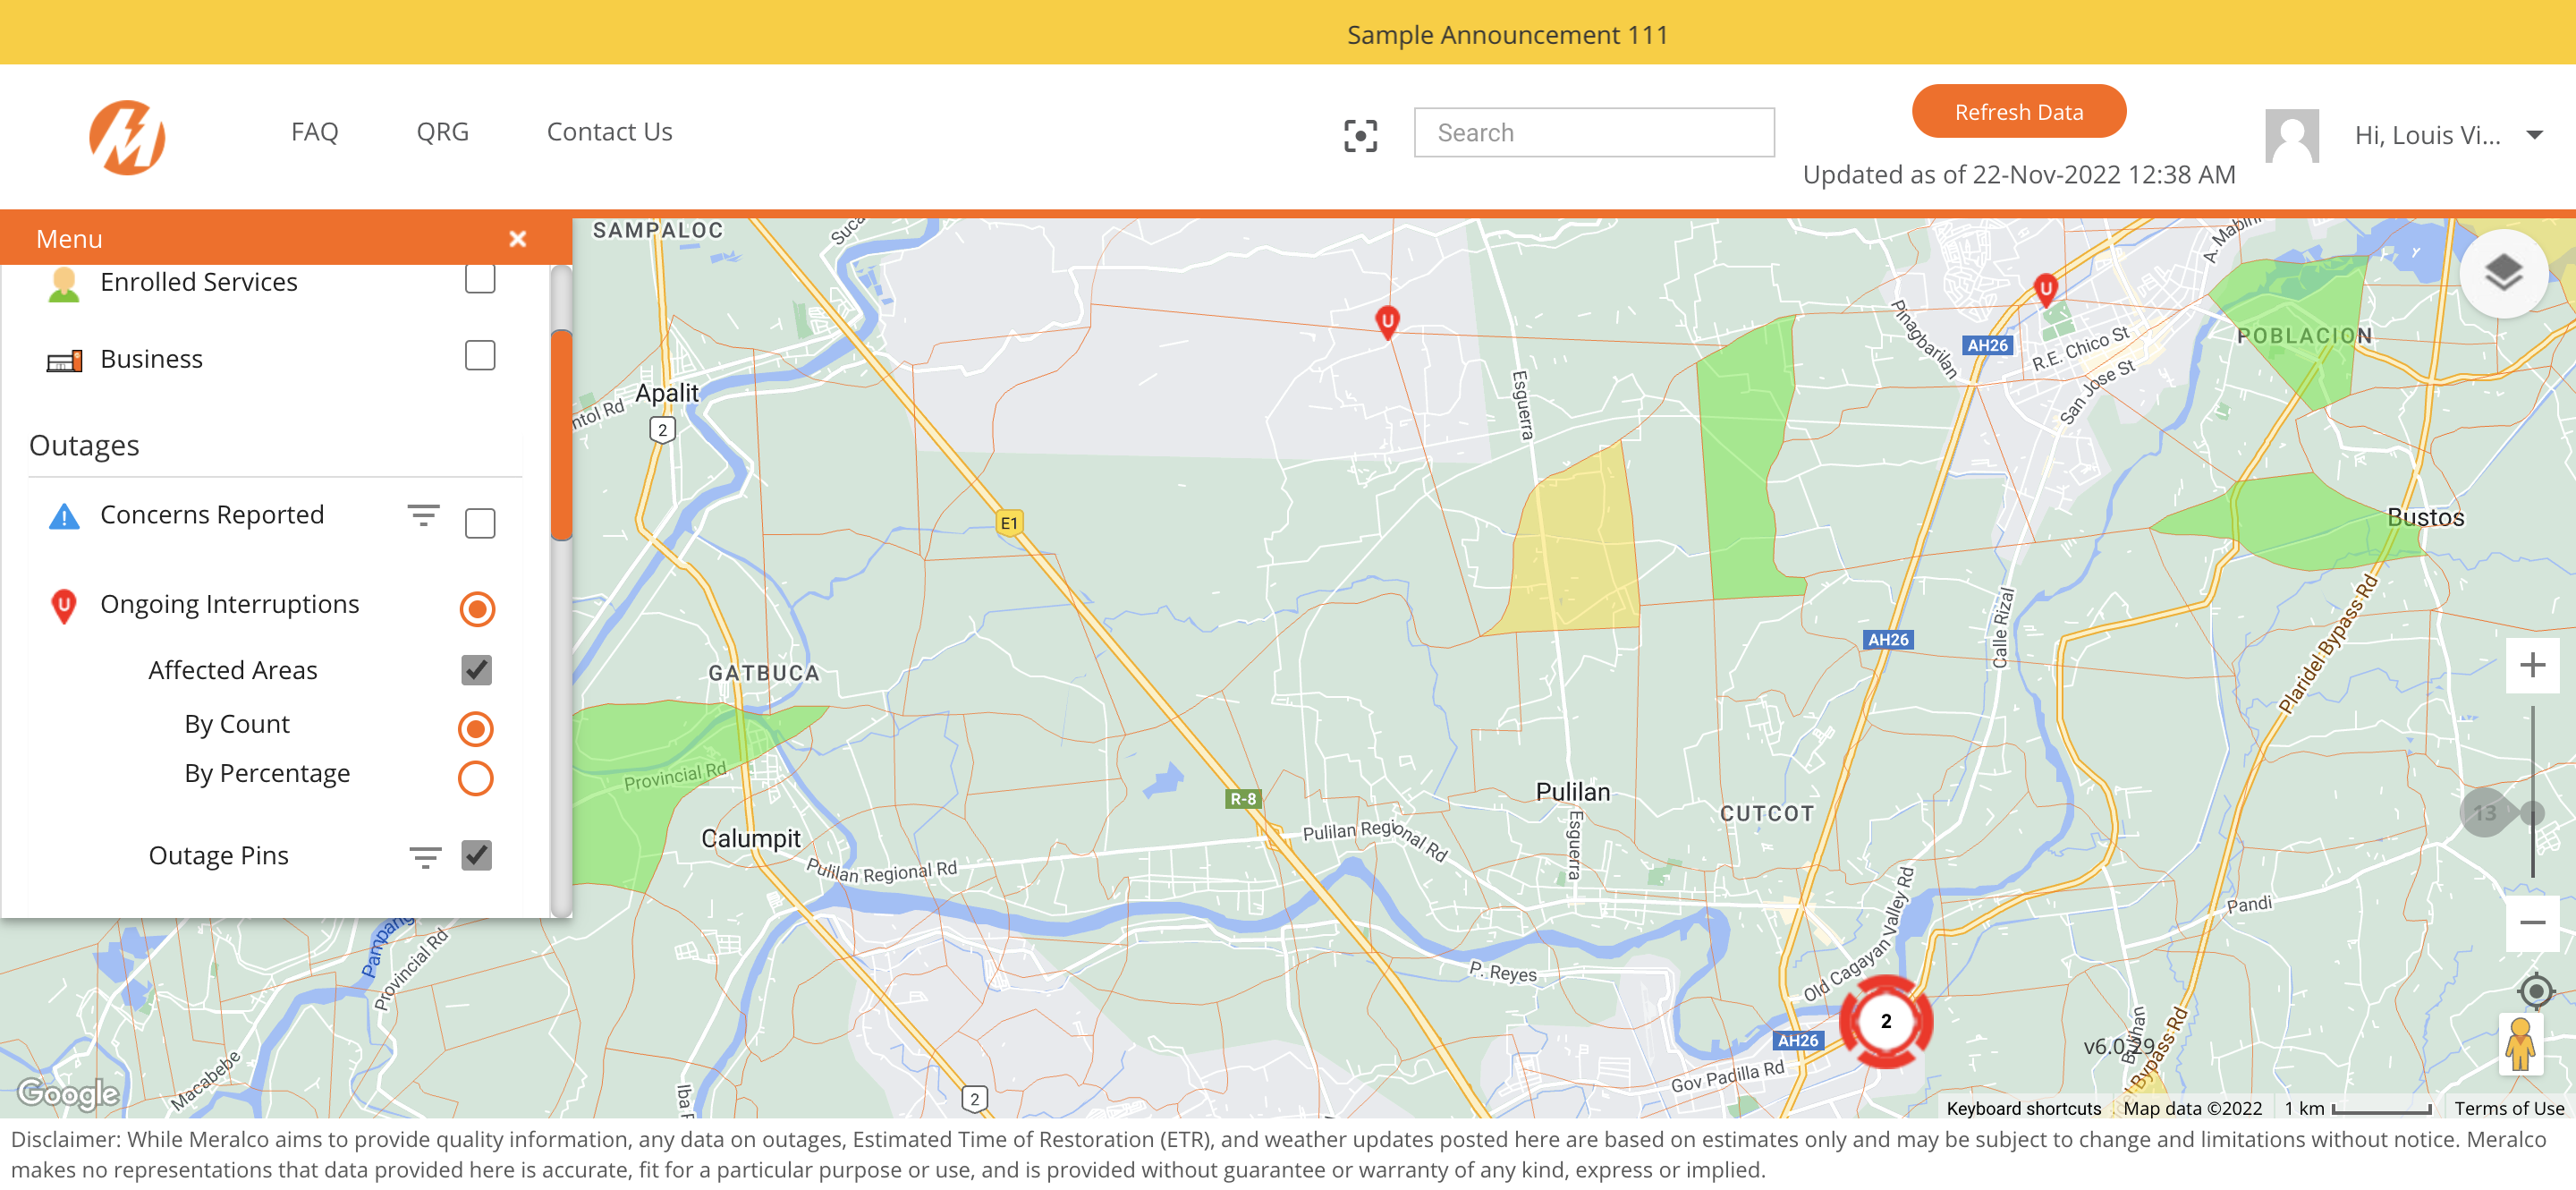 Sample Announcement 111
FAQ
QRG
Contact Us
Search
Refresh Data
Updated as of 22-Nov-2022 12:38 AM
Hi, Louis Vi...
Menu
Enrolled Services
Business
Outages
Concerns Reported
Ongoing Interruptions
Affected Areas
By Count
By Percentage
Outage Pins
SAMPALOC
Suca
A. Mabini
U
U
Pinagbarilan
AH26
R.E. Chico St
San Jose St
POBLACION
Y
Apalit
ntol Rd
2
Esguerra
E1
Bustos
Calle Rizal
AH26
Plaridel Bypass Rd
GATBUCA
Provincial Rd
R-8
Pulilan
CUTCOT
13
Calumpit
Pulilan Regional Rd
Pulilan Regional Rd
Esguerra
Old Cagayan Valley Rd
Pandi
Pampang
Provincial Rd
P. Reyes
2
AH26
Gov Padilla Rd
v6.0.29
Bypass Rd
Macabebe
Iba
2
Google
Keyboard shortcuts
Map data ©2022
1 km
Terms of Use
Disclaimer: While Meralco aims to provide quality information, any data on outages, Estimated Time of Restoration (ETR), and weather updates posted here are based on estimates only and may be subject to change and limitations without notice. Meralco
makes no representations that data provided here is accurate, fit for a particular purpose or use, and is provided without guarantee or warranty of any kind, express or implied.